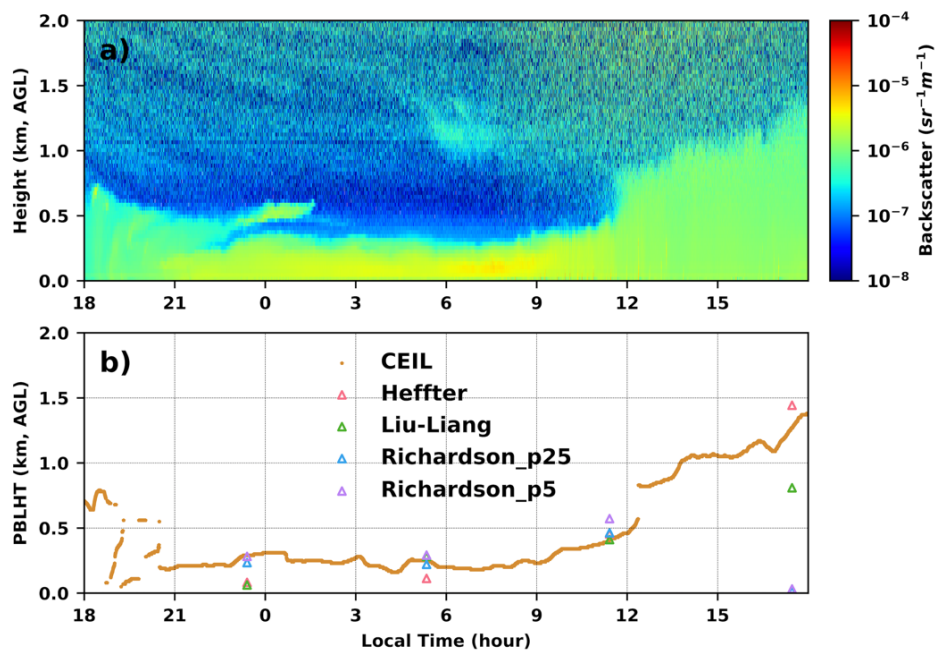 2.0
a)
1.5
1.0
0.5
0.0
Height (km, AGL)
18 21 0 3 6 9 12 15
10⁻⁴
10⁻⁵
10⁻⁶
10⁻⁷
10⁻⁸
Backscatter (sr⁻¹m⁻¹)
2.0
b)
1.5
1.0
0.5
0.0
PBLHT (km, AGL)
CEIL
Heffter
Liu-Liang
Richardson_p25
Richardson_p5
18 21 0 3 6 9 12 15
Local Time (hour)